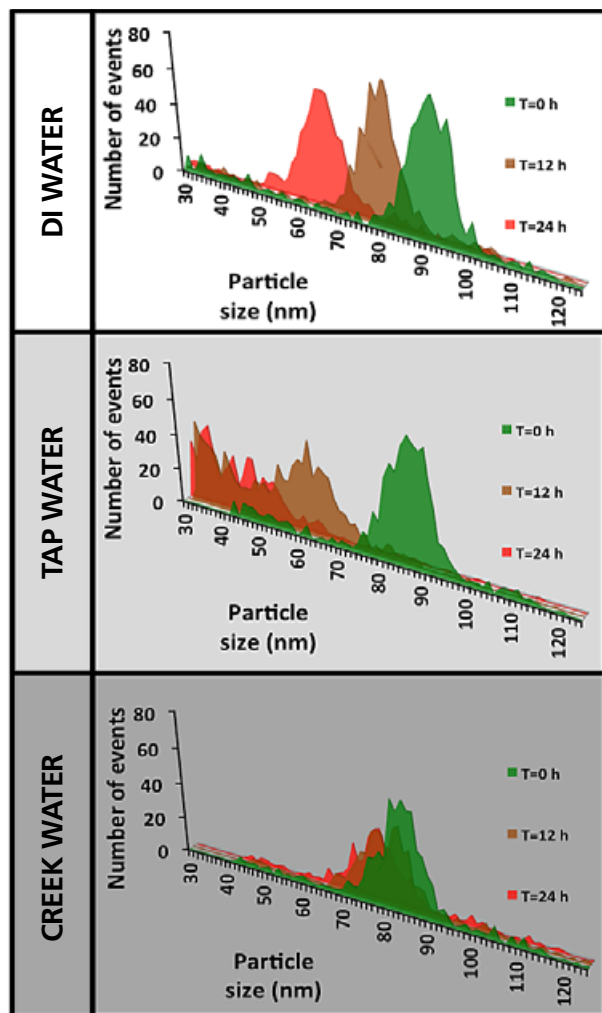 DI WATER
Number of events
80
60
40
20
0
30
40
50
60
70
80
90
100
110
120
Particle
size (nm)
T=0 h
T=12 h
T=24 h
TAP WATER
Number of events
80
60
40
20
0
30
40
50
60
70
80
90
100
110
120
Particle
size (nm)
T=0 h
T=12 h
T=24 h
CREEK WATER
Number of events
80
60
40
20
0
30
40
50
60
70
80
90
100
110
120
Particle
size (nm)
T=0 h
T=12 h
T=24 h